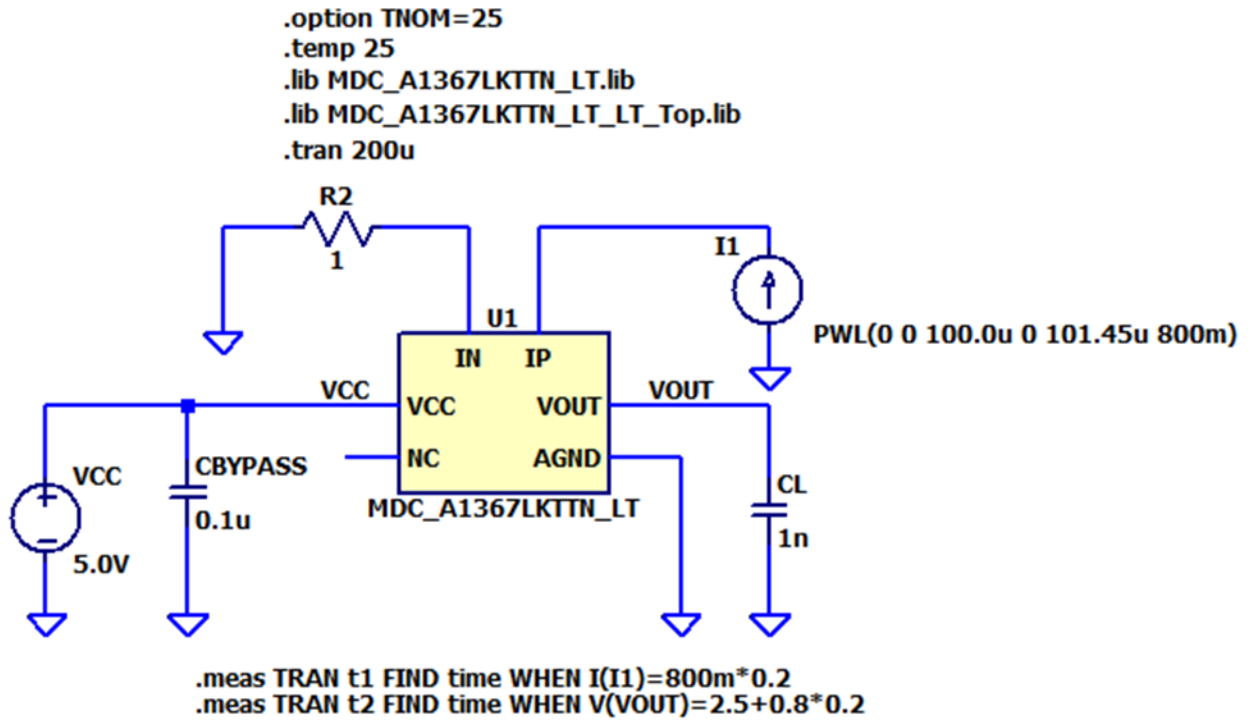 .option TNOM=25
.temp 25
.lib MDC_A1367LKTTN_LT.lib
.lib MDC_A1367LKTTN_LT_LT_Top.lib
.tran 200u
R2
1
I1
PWL(0 0 100.0u 0 101.45u 800m)
U1
IN IP
VCC
VCC VOUT
VOUT
NC AGND
MDC_A1367LKTTN_LT
VCC
5.0V
CBYPASS
0.1u
CL
1n
.meas TRAN t1 FIND time WHEN I(I1)=800m*0.2
.meas TRAN t2 FIND time WHEN V(VOUT)=2.5+0.8*0.2